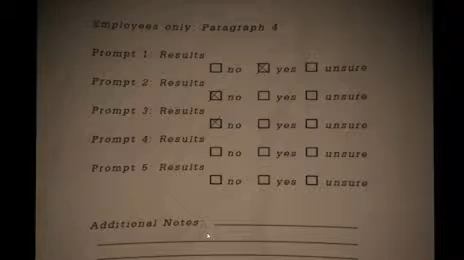 Employees only: Paragraph 4
Prompt 1: Results
no yes unsure
Prompt 2: Results
no yes unsure
Prompt 3: Results
no yes unsure
Prompt 4: Results
no yes unsure
Prompt 5: Results
no yes unsure
Additional Notes: